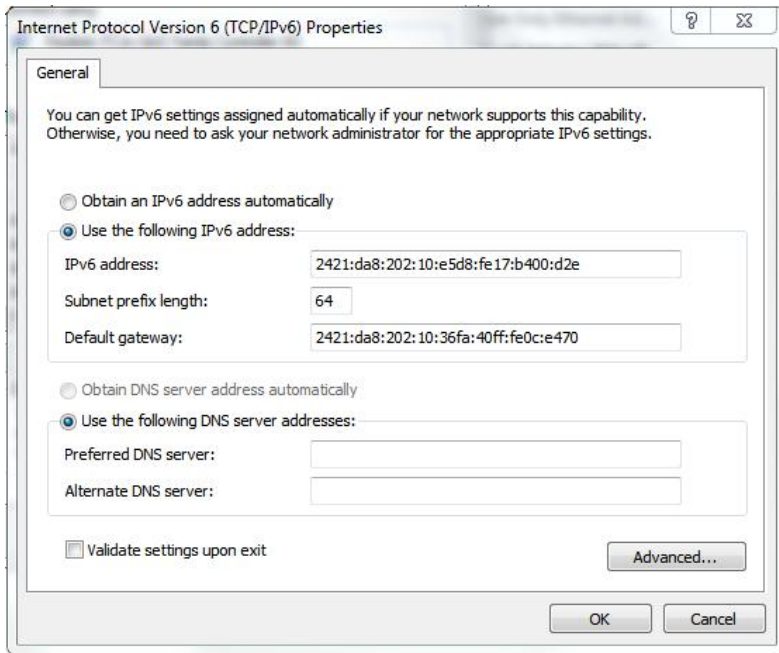 Internet Protocol Version 6 (TCP/IPv6) Properties
General
You can get IPv6 settings assigned automatically if your network supports this capability.
Otherwise, you need to ask your network administrator for the appropriate IPv6 settings.
Obtain an IPv6 address automatically
Use the following IPv6 address:
IPv6 address: 2421:da8:202:10:e5d8:fe17:b400:d2e
Subnet prefix length: 64
Default gateway: 2421:da8:202:10:36fa:40ff:fe0c:e470
Obtain DNS server address automatically
Use the following DNS server addresses:
Preferred DNS server:
Alternate DNS server:
Validate settings upon exit
Advanced...
OK Cancel